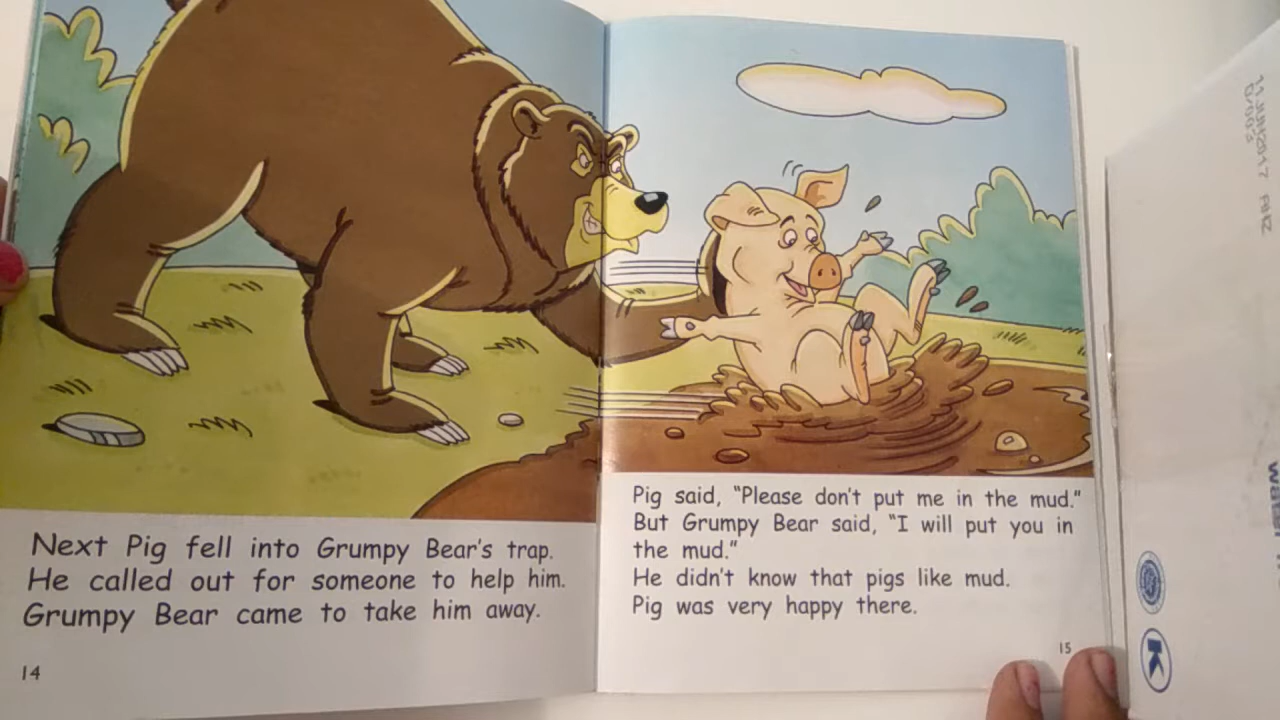 Next Pig fell into Grumpy Bear's trap.
He called out for someone to help him.
Grumpy Bear came to take him away.
14
Pig said, "Please don't put me in the mud."
But Grumpy Bear said, "I will put you in
the mud."
He didn't know that pigs like mud.
Pig was very happy there.
15
K